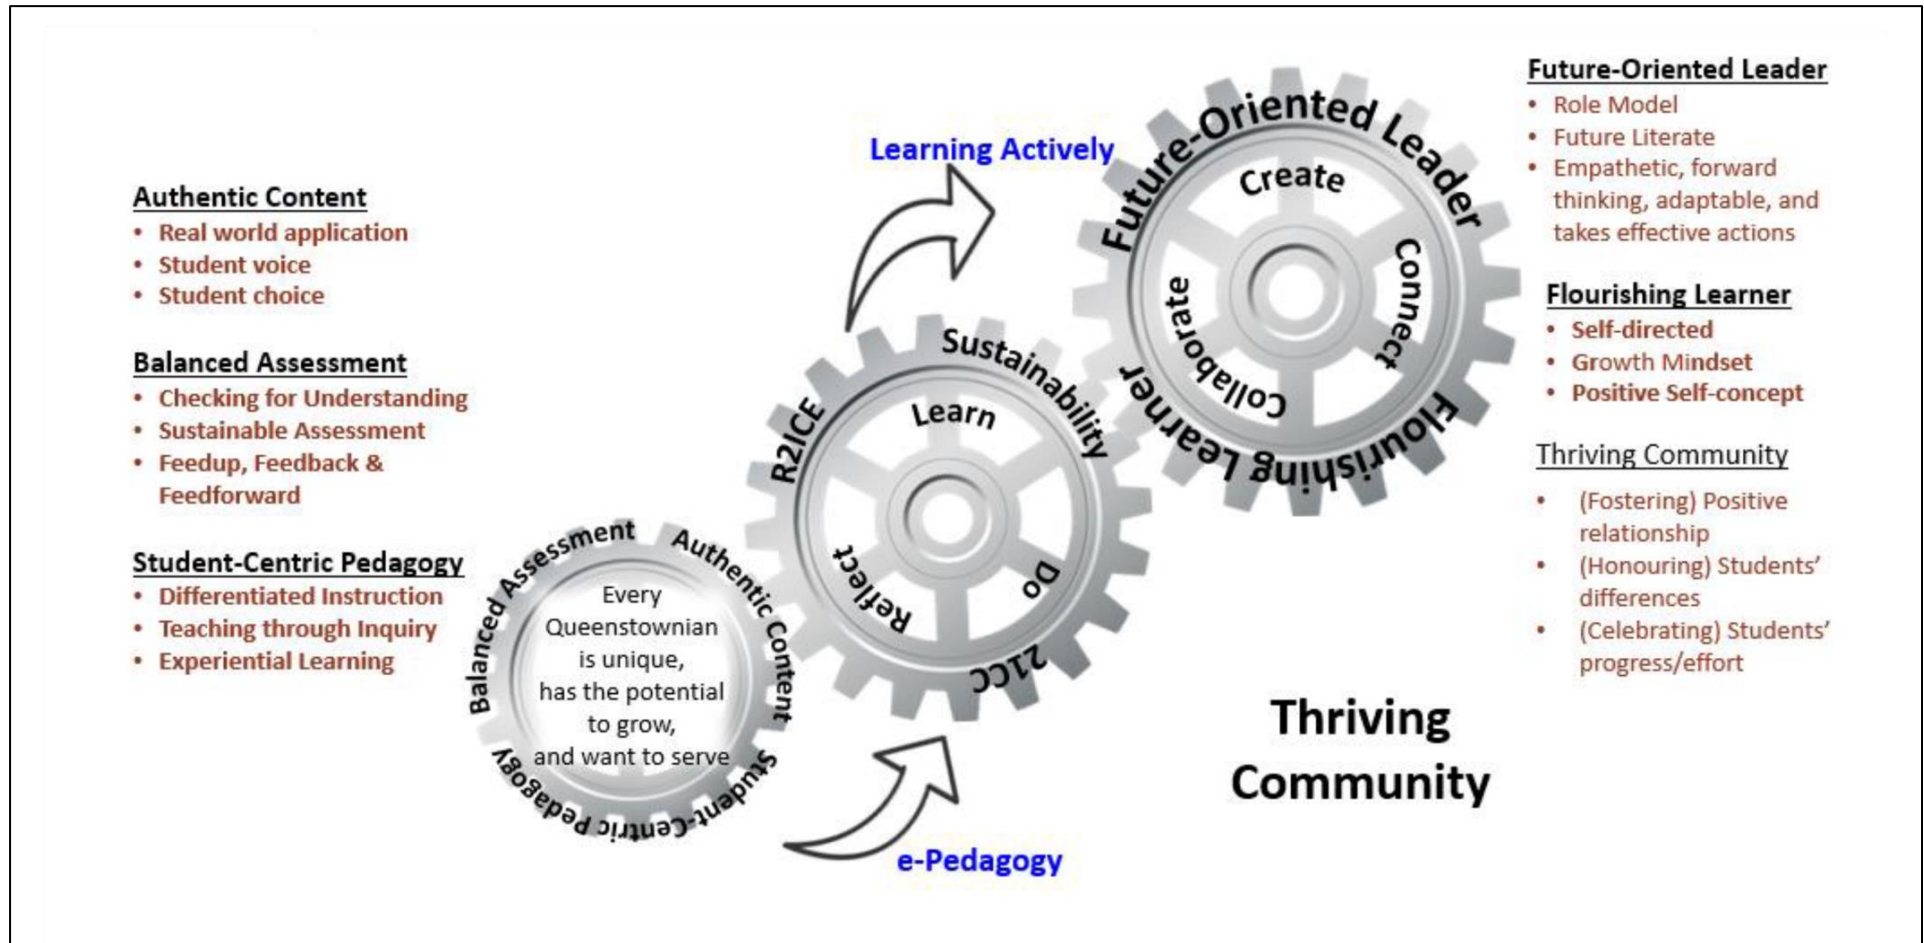 Authentic Content
• Real world application
• Student voice
• Student choice
Balanced Assessment
• Checking for Understanding
• Sustainable Assessment
• Feedup, Feedback &
Feedforward
Student-Centric Pedagogy
• Differentiated Instruction
• Teaching through Inquiry
• Experiential Learning
Balanced Assessment
Authentic Content
Student-Centric Pedagogy
Every
Queenstownian
is unique,
has the potential
to grow,
and want to serve
e-Pedagogy
R2ICE
Sustainability
21CC
Learn
Do
Reflect
Learning Actively
Future-Oriented Leader
Flourishing Learner
Create
Connect
Collaborate
Thriving
Community
Future-Oriented Leader
• Role Model
• Future Literate
• Empathetic, forward
thinking, adaptable, and
takes effective actions
Flourishing Learner
• Self-directed
• Growth Mindset
• Positive Self-concept
Thriving Community
• (Fostering) Positive
relationship
• (Honouring) Students’
differences
• (Celebrating) Students’
progress/effort